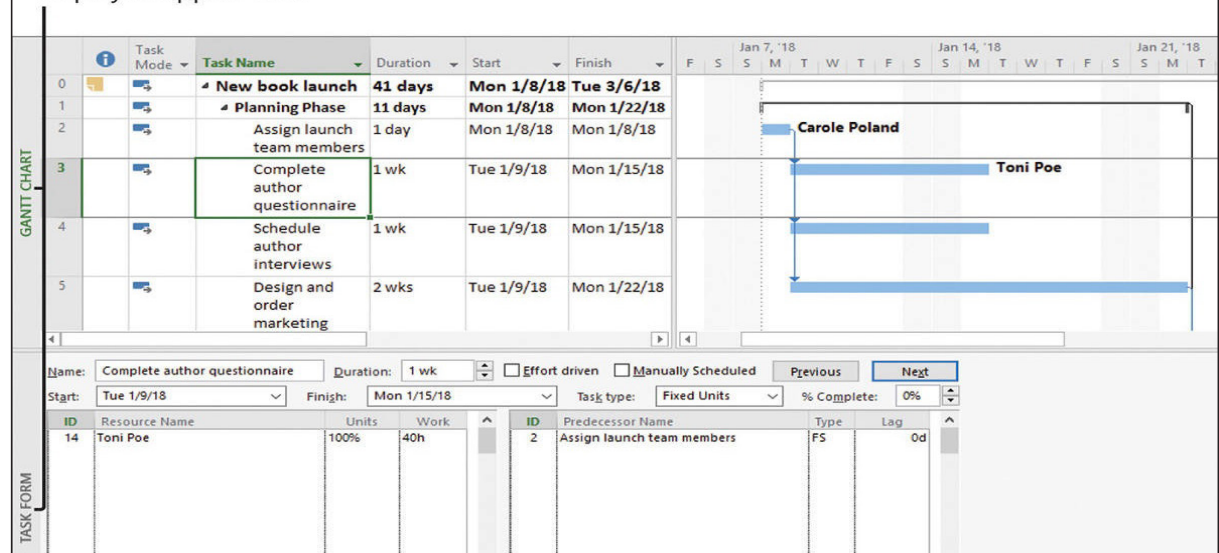 Jan 7, '18 Jan 14, '18 Jan 21, '18
Task Mode Task Name Duration Start Finish F S S M T W T F S S M T W T F S S M T
0 New book launch 41 days Mon 1/8/18 Tue 3/6/18
1 Planning Phase 11 days Mon 1/8/18 Mon 1/22/18
2 Assign launch 1 day Mon 1/8/18 Mon 1/8/18 Carole Poland
team members
3 Complete 1 wk Tue 1/9/18 Mon 1/15/18 Toni Poe
author
questionnaire
4 Schedule 1 wk Tue 1/9/18 Mon 1/15/18
author
interviews
5 Design and 2 wks Tue 1/9/18 Mon 1/22/18
order
marketing
GANTT CHART
Name: Complete author questionnaire Duration: 1 wk Effort driven Manually Scheduled Previous Next
Start: Tue 1/9/18 Finish: Mon 1/15/18 Task type: Fixed Units % Complete: 0%
ID Resource Name Units Work ID Predecessor Name Type Lag
14 Toni Poe 100% 40h 2 Assign launch team members FS 0d
TASK FORM